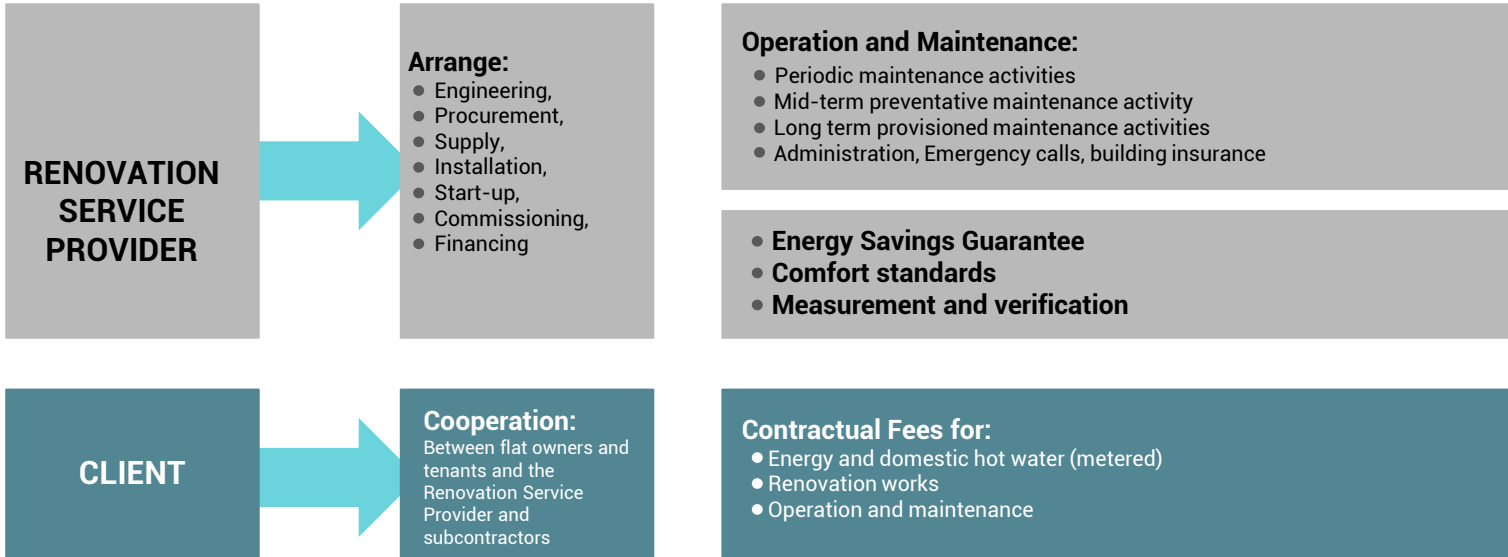 RENOVATION
SERVICE
PROVIDER
Arrange:
Engineering,
Procurement,
Supply,
Installation,
Start-up,
Commissioning,
Financing
Operation and Maintenance:
Periodic maintenance activities
Mid-term preventative maintenance activity
Long term provisioned maintenance activities
Administration, Emergency calls, building insurance
Energy Savings Guarantee
Comfort standards
Measurement and verification
CLIENT
Cooperation:
Between flat owners and
tenants and the
Renovation Service
Provider and
subcontractors
Contractual Fees for:
Energy and domestic hot water (metered)
Renovation works
Operation and maintenance